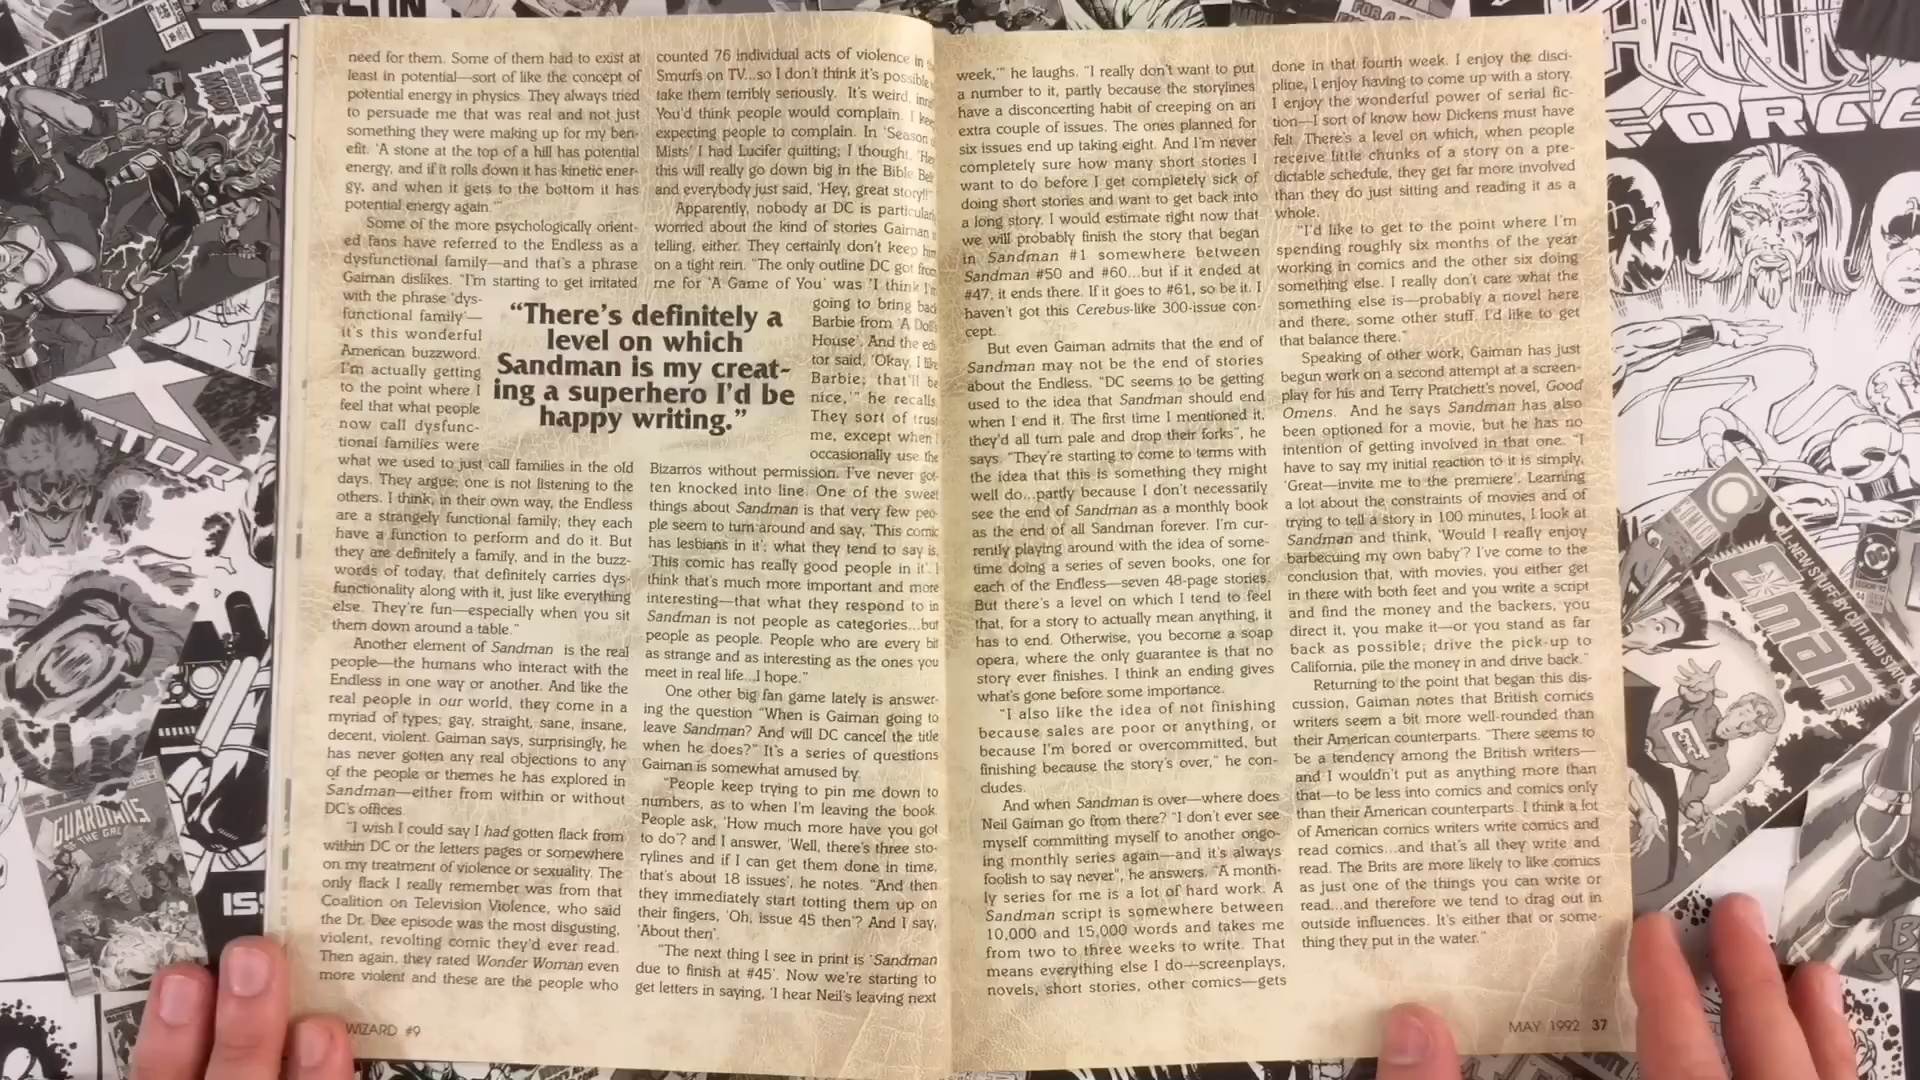 need for them. Some of them had to exist at
least in potential—sort of like the concept of
potential energy in physics. They always tried
to persuade me that was real and not just
something they were making up for my ben-
efit. 'A stone at the top of a hill has potential
energy, and if it rolls down it has kinetic ener-
gy, and when it gets to the bottom it has
potential energy again.'"
Some of the more psychologically orient-
ed fans have referred to the Endless as a
dysfunctional family—and that's a phrase
Gaiman dislikes. "I'm starting to get irritated
with the phrase 'dys-
functional family'—
it's this wonderful
American buzzword.
I'm actually getting
to the point where I
feel that what people
now call dysfunc-
tional families were
what we used to just call families in the old
days. They argue; one is not listening to the
others. I think, in their own way, the Endless
are a strangely functional family; they each
have a function to perform and do it. But
they are definitely a family, and in the buzz-
words of today, that definitely carries dys-
functionality along with it, just like everything
else. They're fun—especially when you sit
them down around a table."
Another element of Sandman is the real
people—the humans who interact with the
Endless in one way or another. And like the
real people in our world, they come in a
myriad of types; gay, straight, sane, insane,
decent, violent. Gaiman says, surprisingly, he
has never gotten any real objections to any
of the people or themes he has explored in
Sandman—either from within or without
DC's offices.
"I wish I could say I had gotten flack from
within DC or the letters pages or somewhere
on my treatment of violence or sexuality. The
only flack I really remember was from that
Coalition on Television Violence, who said
the Dr. Dee episode was the most disgusting,
violent, revolting comic they'd ever read.
Then again, they rated Wonder Woman even
more violent and these are the people who
WIZARD #9
"There's definitely a
level on which
Sandman is my creat-
ing a superhero I'd be
happy writing."
counted 76 individual acts of violence in
Smurfs on TV...so I don't think it's possible
take them terribly seriously. It's weird,
You'd think people would complain. I
expecting people to complain. In 'Season
Mists' I had Lucifer quitting; I thought, 'Hey
this will really go down big in the Bible
and everybody just said, 'Hey, great story!'"
Apparently, nobody at DC is particularly
worried about the kind of stories Gaiman
telling, either. They certainly don't keep him
on a tight rein. "The only outline DC got from
me for 'A Game of You' was 'I think I'm
going to bring back
Barbie from 'A Doll's
House'. And the edi-
tor said, 'Okay, I like
Barbie; that'll be
nice,'" he recalls.
They sort of trust
me, except when I
occasionally use the
Bizarros without permission. I've never got-
ten knocked into line. One of the sweet
things about Sandman is that very few peo-
ple seem to turn around and say, 'This comic
has lesbians in it'; what they tend to say is,
'This comic has really good people in it'. I
think that's much more important and more
interesting—that what they respond to in
Sandman is not people as categories...but
people as people. People who are every bit
as strange and as interesting as the ones you
meet in real life...I hope."
One other big fan game lately is answer-
ing the question "When is Gaiman going to
leave Sandman? And will DC cancel the title
when he does?" It's a series of questions
Gaiman is somewhat amused by.
"People keep trying to pin me down to
numbers, as to when I'm leaving the book.
People ask, 'How much more have you got
to do'? and I answer, 'Well, there's three sto-
rylines and if I can get them done in time,
that's about 18 issues', he notes. "And then
they immediately start totting them up on
their fingers, 'Oh, issue 45 then'? And I say,
'About then'.
"The next thing I see in print is 'Sandman
due to finish at #45'. Now we're starting to
get letters in saying, 'I hear Neil's leaving next
week,'" he laughs. "I really don't want to put
a number to it, partly because the storylines
have a disconcerting habit of creeping on an
extra couple of issues. The ones planned for
six issues end up taking eight. And I'm never
completely sure how many short stories I
want to do before I get completely sick of
doing short stories and want to get back into
a long story. I would estimate right now that
we will probably finish the story that began
in Sandman #1 somewhere between
Sandman #50 and #60...but if it ended at
#47, it ends there. If it goes to #61, so be it. I
haven't got this Cerebus-like 300-issue con-
cept.
But even Gaiman admits that the end of
Sandman may not be the end of stories
about the Endless. "DC seems to be getting
used to the idea that Sandman should end
when I end it. The first time I mentioned it,
they'd all turn pale and drop their forks", he
says. "They're starting to come to terms with
the idea that this is something they might
well do...partly because I don't necessarily
see the end of Sandman as a monthly book
as the end of all Sandman forever. I'm cur-
rently playing around with the idea of some-
time doing a series of seven books, one for
each of the Endless—seven 48-page stories.
But there's a level on which I tend to feel
that, for a story to actually mean anything, it
has to end. Otherwise, you become a soap
opera, where the only guarantee is that no
story ever finishes. I think an ending gives
what's gone before some importance.
"I also like the idea of not finishing
because sales are poor or anything, or
because I'm bored or overcommitted, but
finishing because the story's over," he con-
cludes.
And when Sandman is over—where does
Neil Gaiman go from there? "I don't ever see
myself committing myself to another ongo-
ing monthly series again—and it's always
foolish to say never", he answers. "A month-
ly series for me is a lot of hard work. A
Sandman script is somewhere between
10,000 and 15,000 words and takes me
from two to three weeks to write. That
means everything else I do—screenplays,
novels, short stories, other comics—gets
done in that fourth week. I enjoy the disci-
pline, I enjoy having to come up with a story.
I enjoy the wonderful power of serial fic-
tion—I sort of know how Dickens must have
felt. There's a level on which, when people
receive little chunks of a story on a pre-
dictable schedule, they get far more involved
than they do just sitting and reading it as a
whole.
"I'd like to get to the point where I'm
spending roughly six months of the year
working in comics and the other six doing
something else. I really don't care what the
something else is—probably a novel here
and there, some other stuff. I'd like to get
that balance there."
Speaking of other work, Gaiman has just
begun work on a second attempt at a screen-
play for his and Terry Pratchett's novel, Good
Omens. And he says Sandman has also
been optioned for a movie, but he has no
intention of getting involved in that one. "I
have to say my initial reaction to it is simply,
'Great—invite me to the premiere'. Learning
a lot about the constraints of movies and of
trying to tell a story in 100 minutes, I look at
Sandman and think, 'Would I really enjoy
barbecuing my own baby'? I've come to the
conclusion that, with movies, you either get
in there with both feet and you write a script
and find the money and the backers, you
direct it, you make it—or you stand as far
back as possible; drive the pick-up to
California, pile the money in and drive back."
Returning to the point that began this dis-
cussion, Gaiman notes that British comics
writers seem a bit more well-rounded than
their American counterparts. "There seems to
be a tendency among the British writers—
and I wouldn't put as anything more than
that—to be less into comics and comics only
than their American counterparts. I think a lot
of American comics writers write comics and
read comics...and that's all they write and
read. The Brits are more likely to like comics
as just one of the things you can write or
read...and therefore we tend to drag out in
outside influences. It's either that or some-
thing they put in the water."
MAY 1992 37
FORCE
GUARDIANS
E-MAN
ALL-NEW STUFF BY CUTI AND STATON
DC